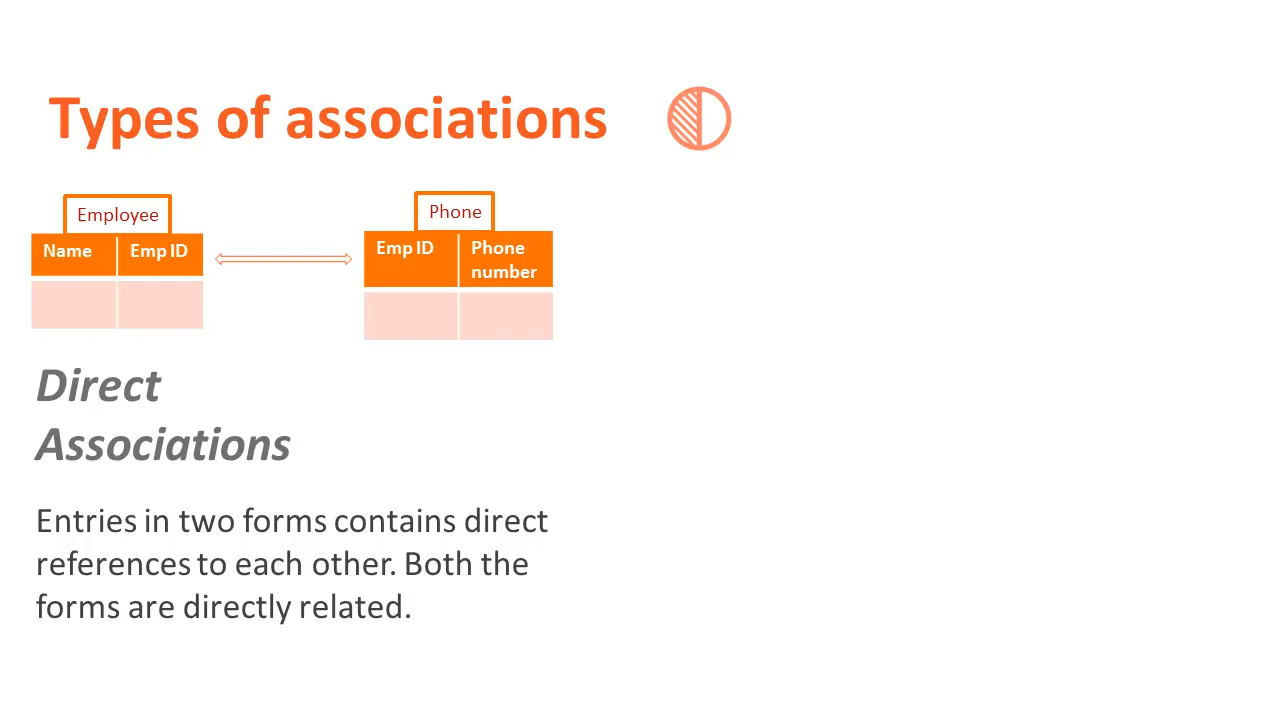 Types of associations
Employee
Phone
Name Emp ID
Emp ID Phone number
Direct
Associations
Entries in two forms contains direct
references to each other. Both the
forms are directly related.